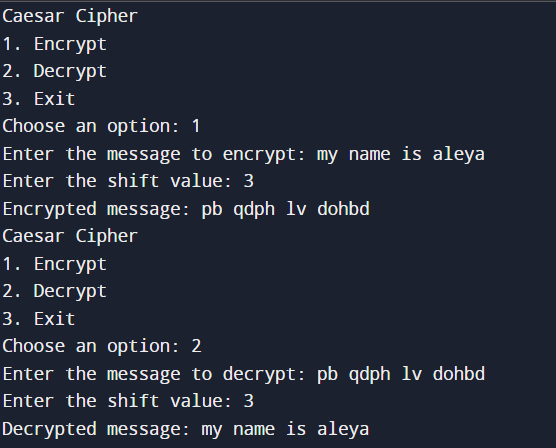 Caesar Cipher
1. Encrypt
2. Decrypt
3. Exit
Choose an option: 1
Enter the message to encrypt: my name is aleya
Enter the shift value: 3
Encrypted message: pb qdph lv dohbd
Caesar Cipher
1. Encrypt
2. Decrypt
3. Exit
Choose an option: 2
Enter the message to decrypt: pb qdph lv dohbd
Enter the shift value: 3
Decrypted message: my name is aleya